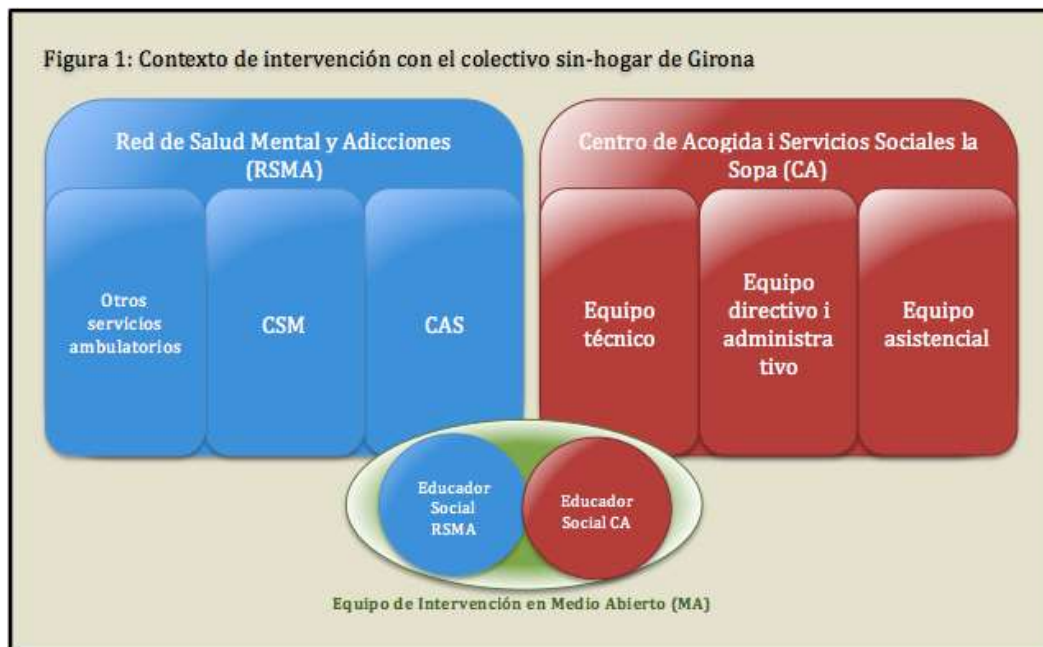 Figura 1: Contexto de intervención con el colectivo sin-hogar de Girona
Red de Salud Mental y Adicciones
(RSMA)
Centro de Acogida i Servicios Sociales la
Sopa (CA)
Otros
servicios
ambulatorios
CSM
CAS
Equipo
técnico
Equipo
directivo i
administra
tivo
Equipo
asistencial
Educador
Social
RSMA
Educador
Social CA
Equipo de Intervención en Medio Abierto (MA)